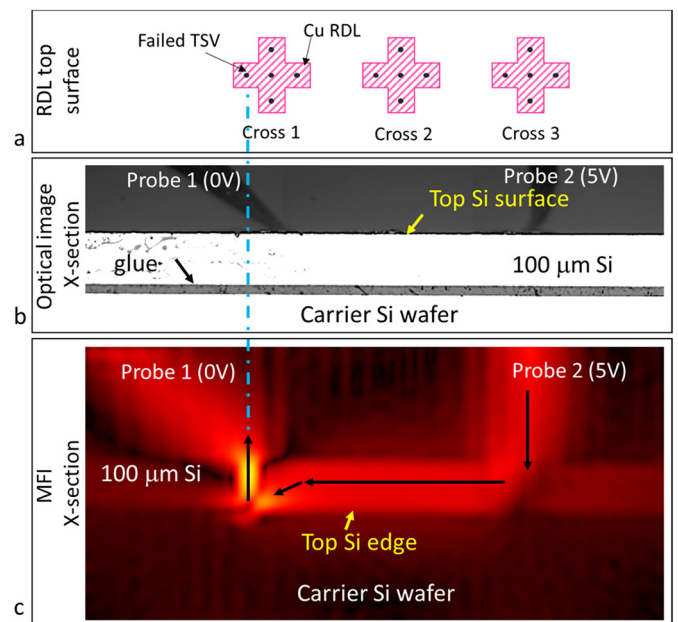 RDL top
surface
a
Failed TSV
Cu RDL
Cross 1
Cross 2
Cross 3
Optical image
X-section
b
Probe 1 (0V)
Probe 2 (5V)
Top Si surface
glue
100 μm Si
Carrier Si wafer
MFI
X-section
c
Probe 1 (0V)
Probe 2 (5V)
100 μm Si
Top Si edge
Carrier Si wafer